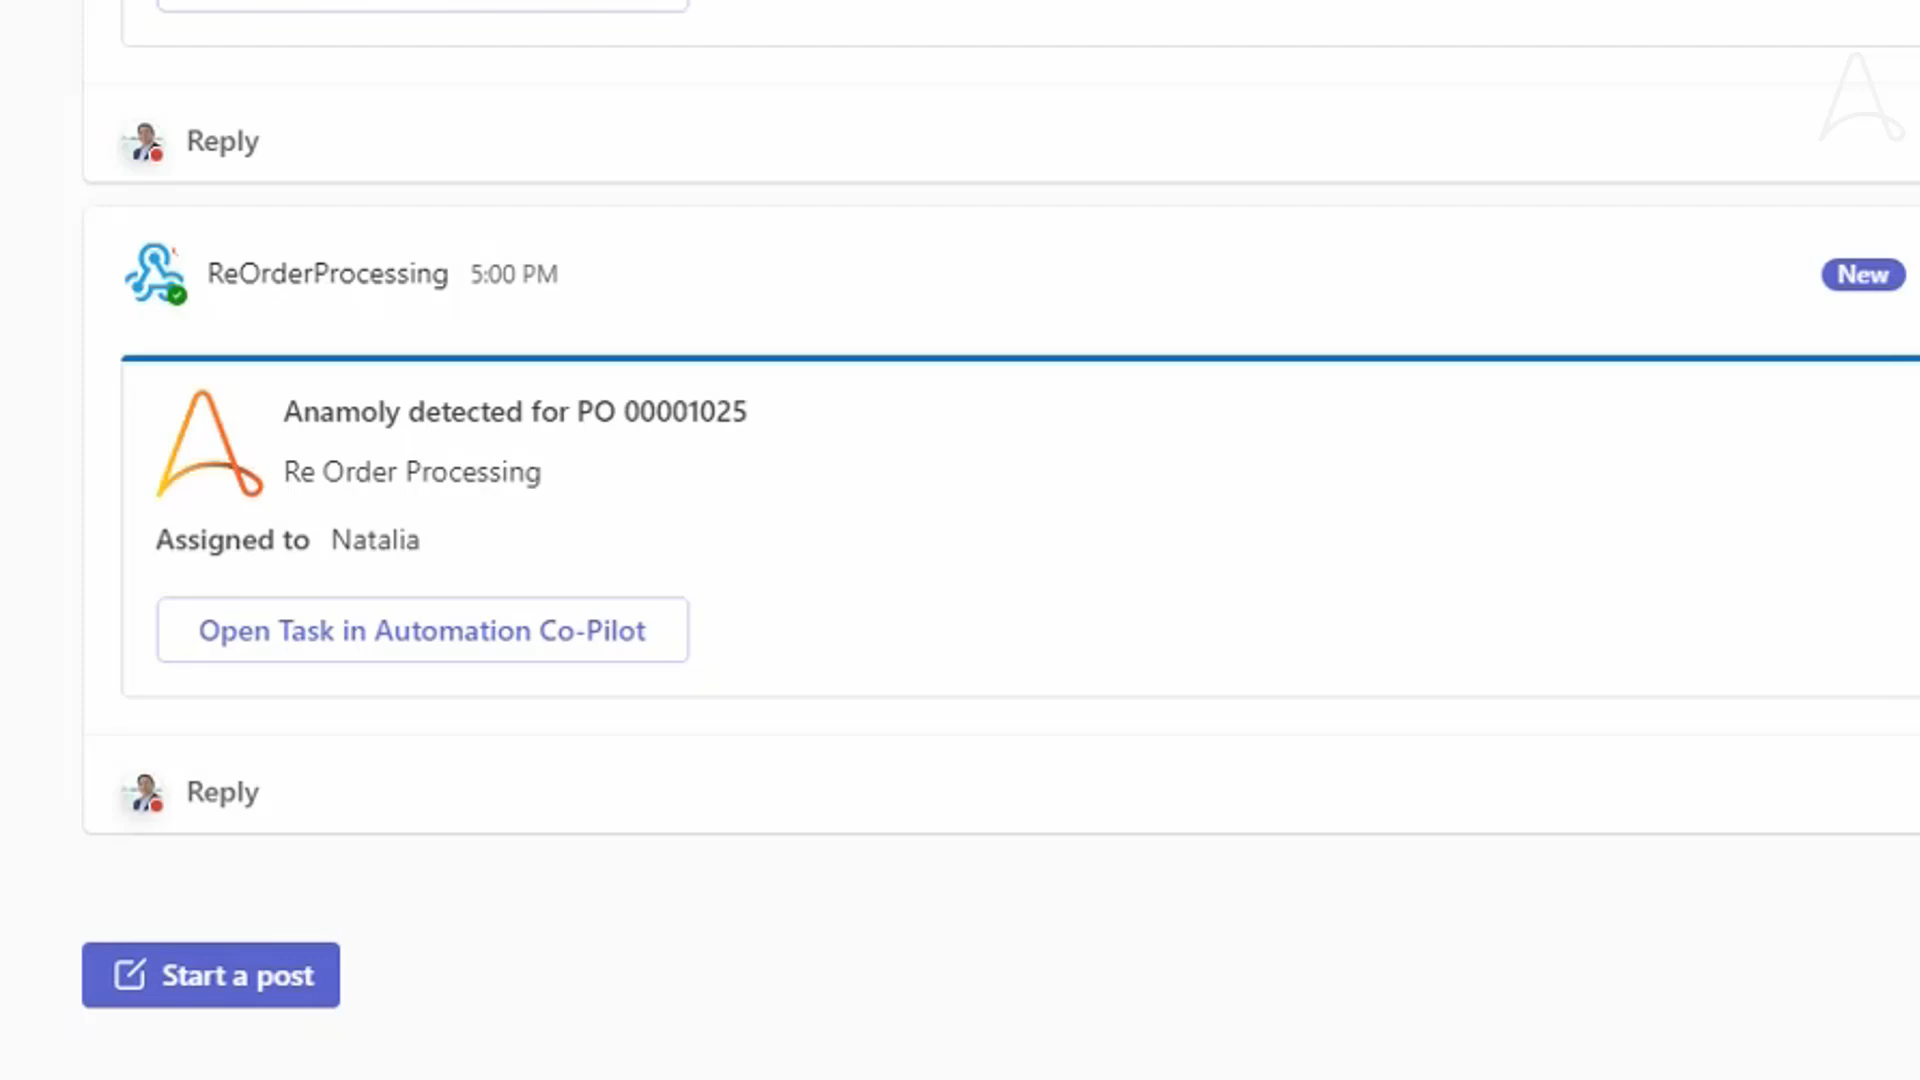 Reply
ReOrderProcessing 5:00 PM
New
Anamoly detected for PO 00001025
Re Order Processing
Assigned to Natalia
Open Task in Automation Co-Pilot
Reply
Start a post